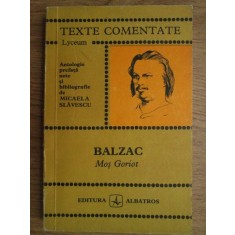 TEXTE COMENTATE
Lyceum
Antologie
prefață
note
și
bibliografie
de
MICAELA
SLĂVESCU
BALZAC
Moș Goriot
EDITURA
ALBATROS